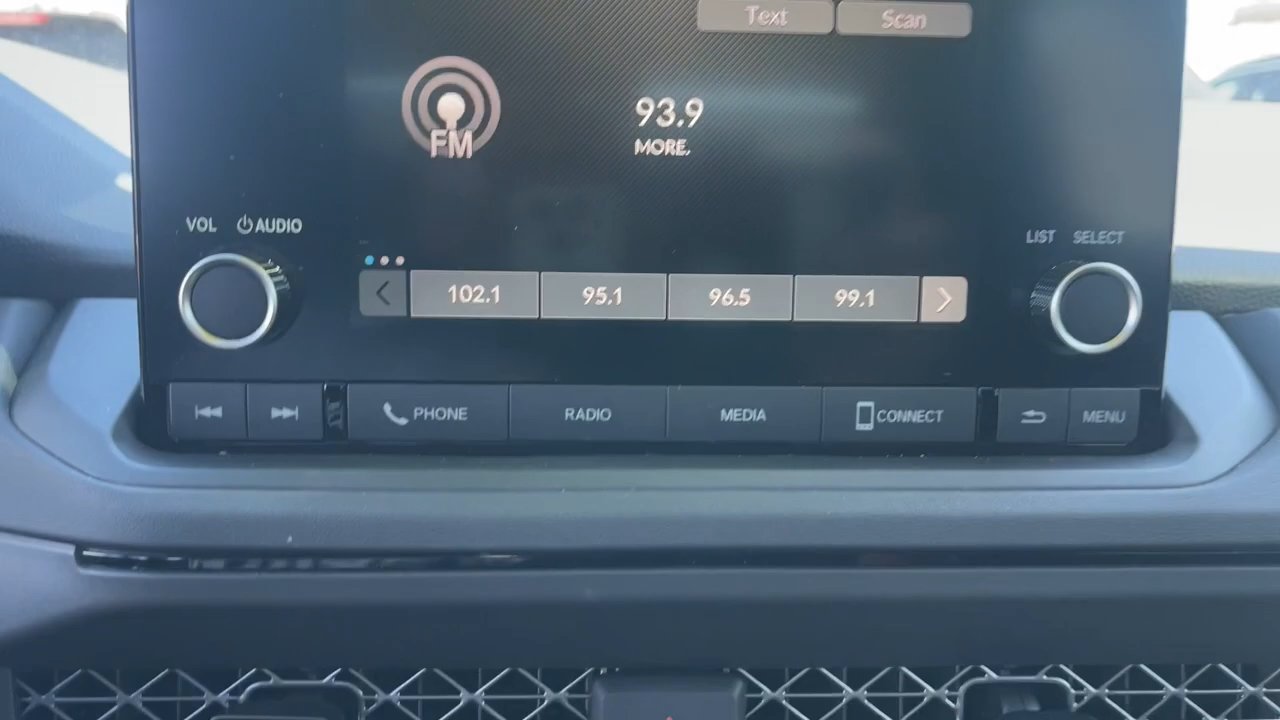 Text Scan
FM
93.9
MORE.
VOL AUDIO
LIST SELECT
102.1 95.1 96.5 99.1
PHONE RADIO MEDIA CONNECT MENU